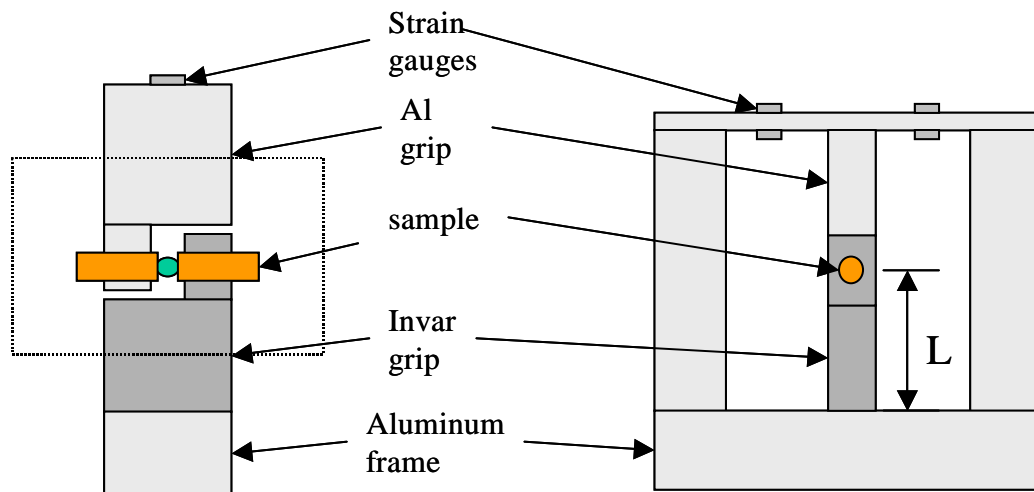 Strain
gauges
Al
grip
sample
Invar
grip
L
Aluminum
frame